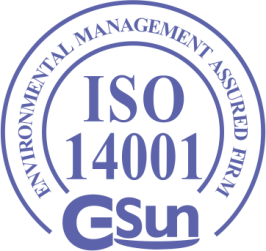 ENVIRONMENTAL MANAGEMENT ASSURED FIRM
ISO
14001
GSun